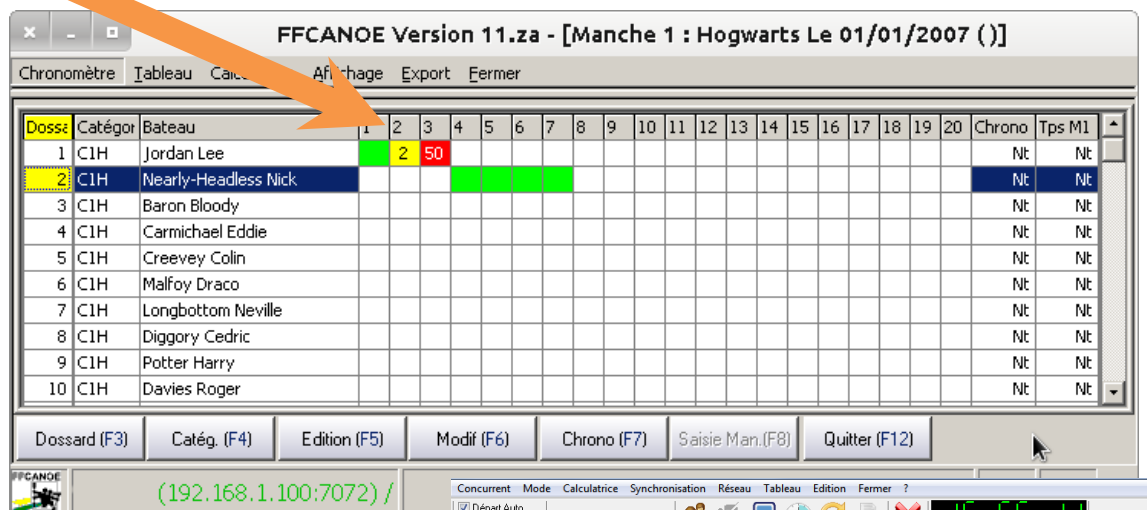 FFCANOE Version 11.za - [Manche 1 : Hogwarts Le 01/01/2007 ( )]
Chronomètre Tableau Affichage Export Fermer
Dossa Catégor Bateau 1 2 3 4 5 6 7 8 9 10 11 12 13 14 15 16 17 18 19 20 Chrono Tps M1
1 C1H Jordan Lee 2 50 Nt Nt
2 C1H Nearly-Headless Nick Nt Nt
3 C1H Baron Bloody Nt Nt
4 C1H Carmichael Eddie Nt Nt
5 C1H Creevey Colin Nt Nt
6 C1H Malfoy Draco Nt Nt
7 C1H Longbottom Neville Nt Nt
8 C1H Diggory Cedric Nt Nt
9 C1H Potter Harry Nt Nt
10 C1H Davies Roger Nt Nt
Dossard (F3) Catég. (F4) Edition (F5) Modif (F6) Chrono (F7) Saisie Man.(F8) Quitter (F12)
FFCANOE
(192.168.1.100:7072) /
Concurrent Mode Calculatrice Synchronisation Réseau Tableau Edition Fermer ?
Départ Auto